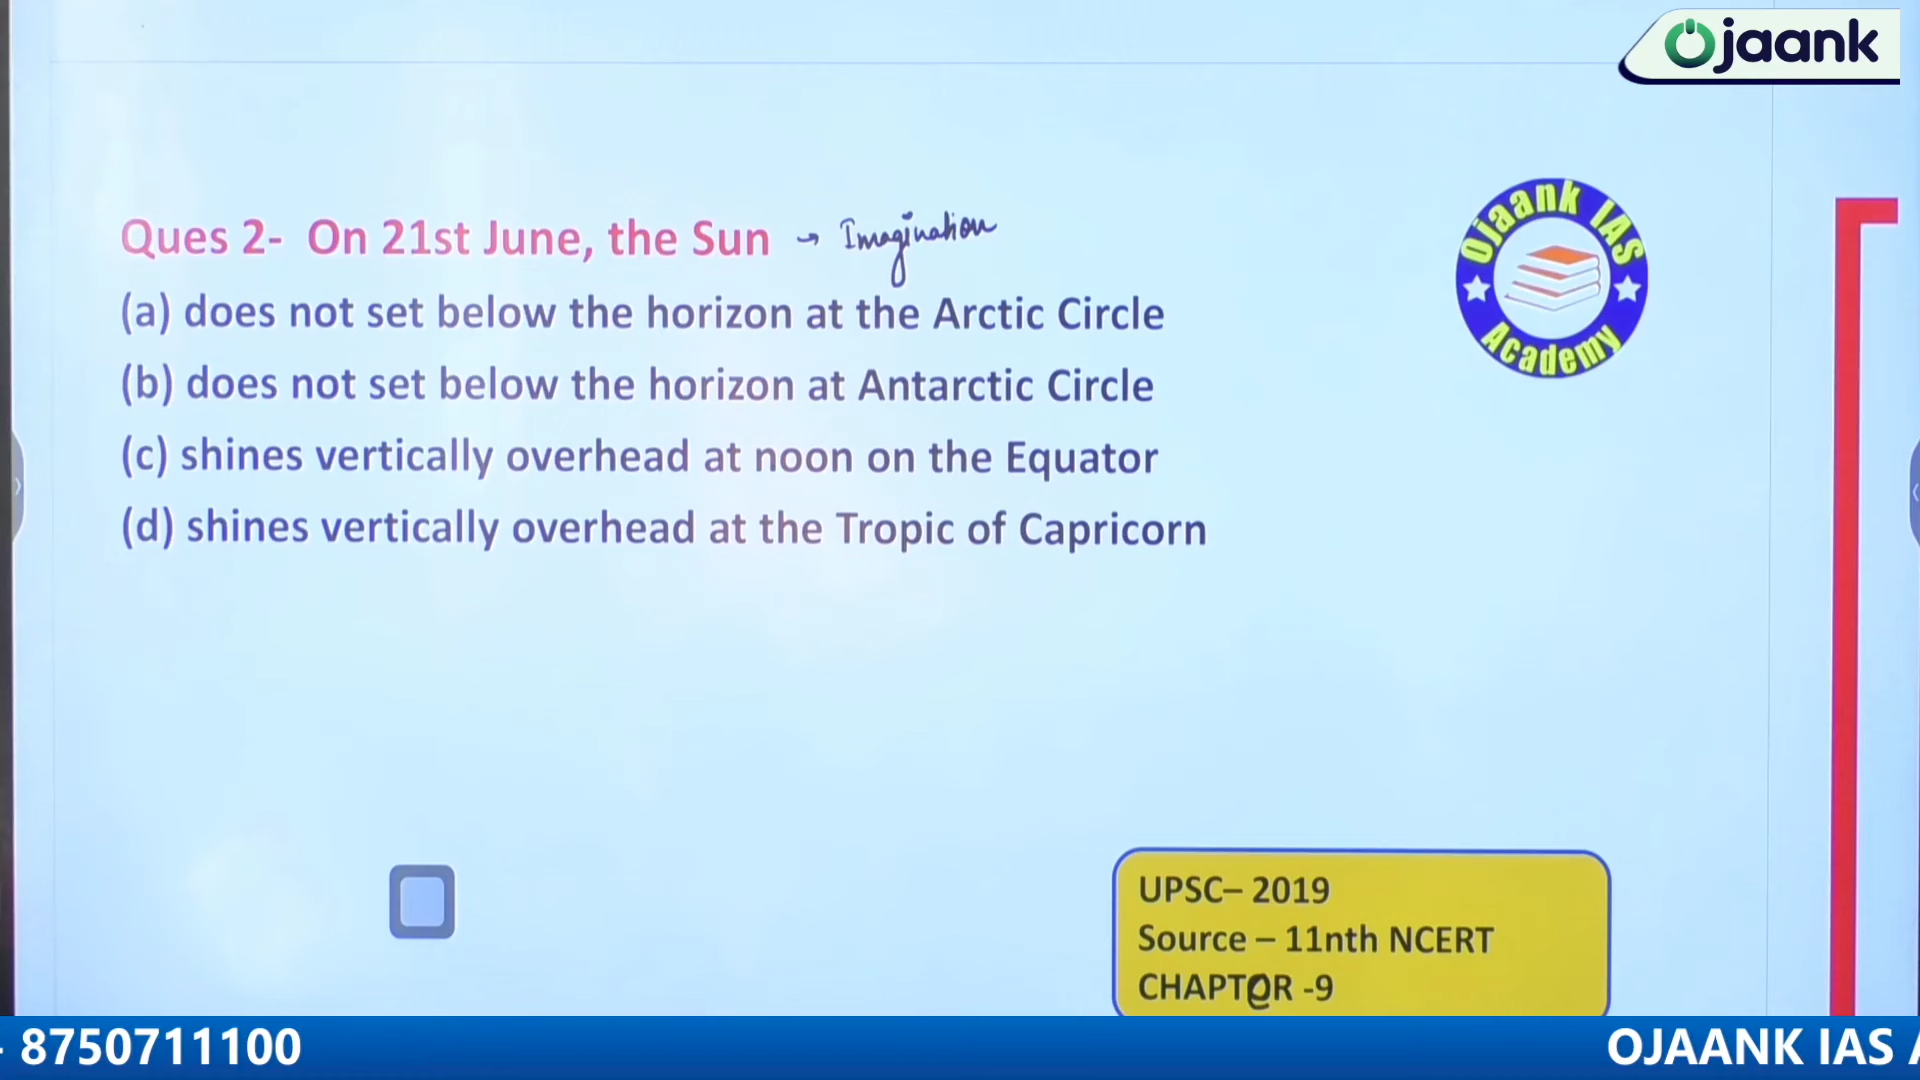 Ojaank
Ques 2- On 21st June, the Sun → Imagination
(a) does not set below the horizon at the Arctic Circle
(b) does not set below the horizon at Antarctic Circle
(c) shines vertically overhead at noon on the Equator
(d) shines vertically overhead at the Tropic of Capricorn
Ojaank IAS
Academy
UPSC– 2019
Source – 11nth NCERT
CHAPTeR -9
- 8750711100
OJAANK IAS A